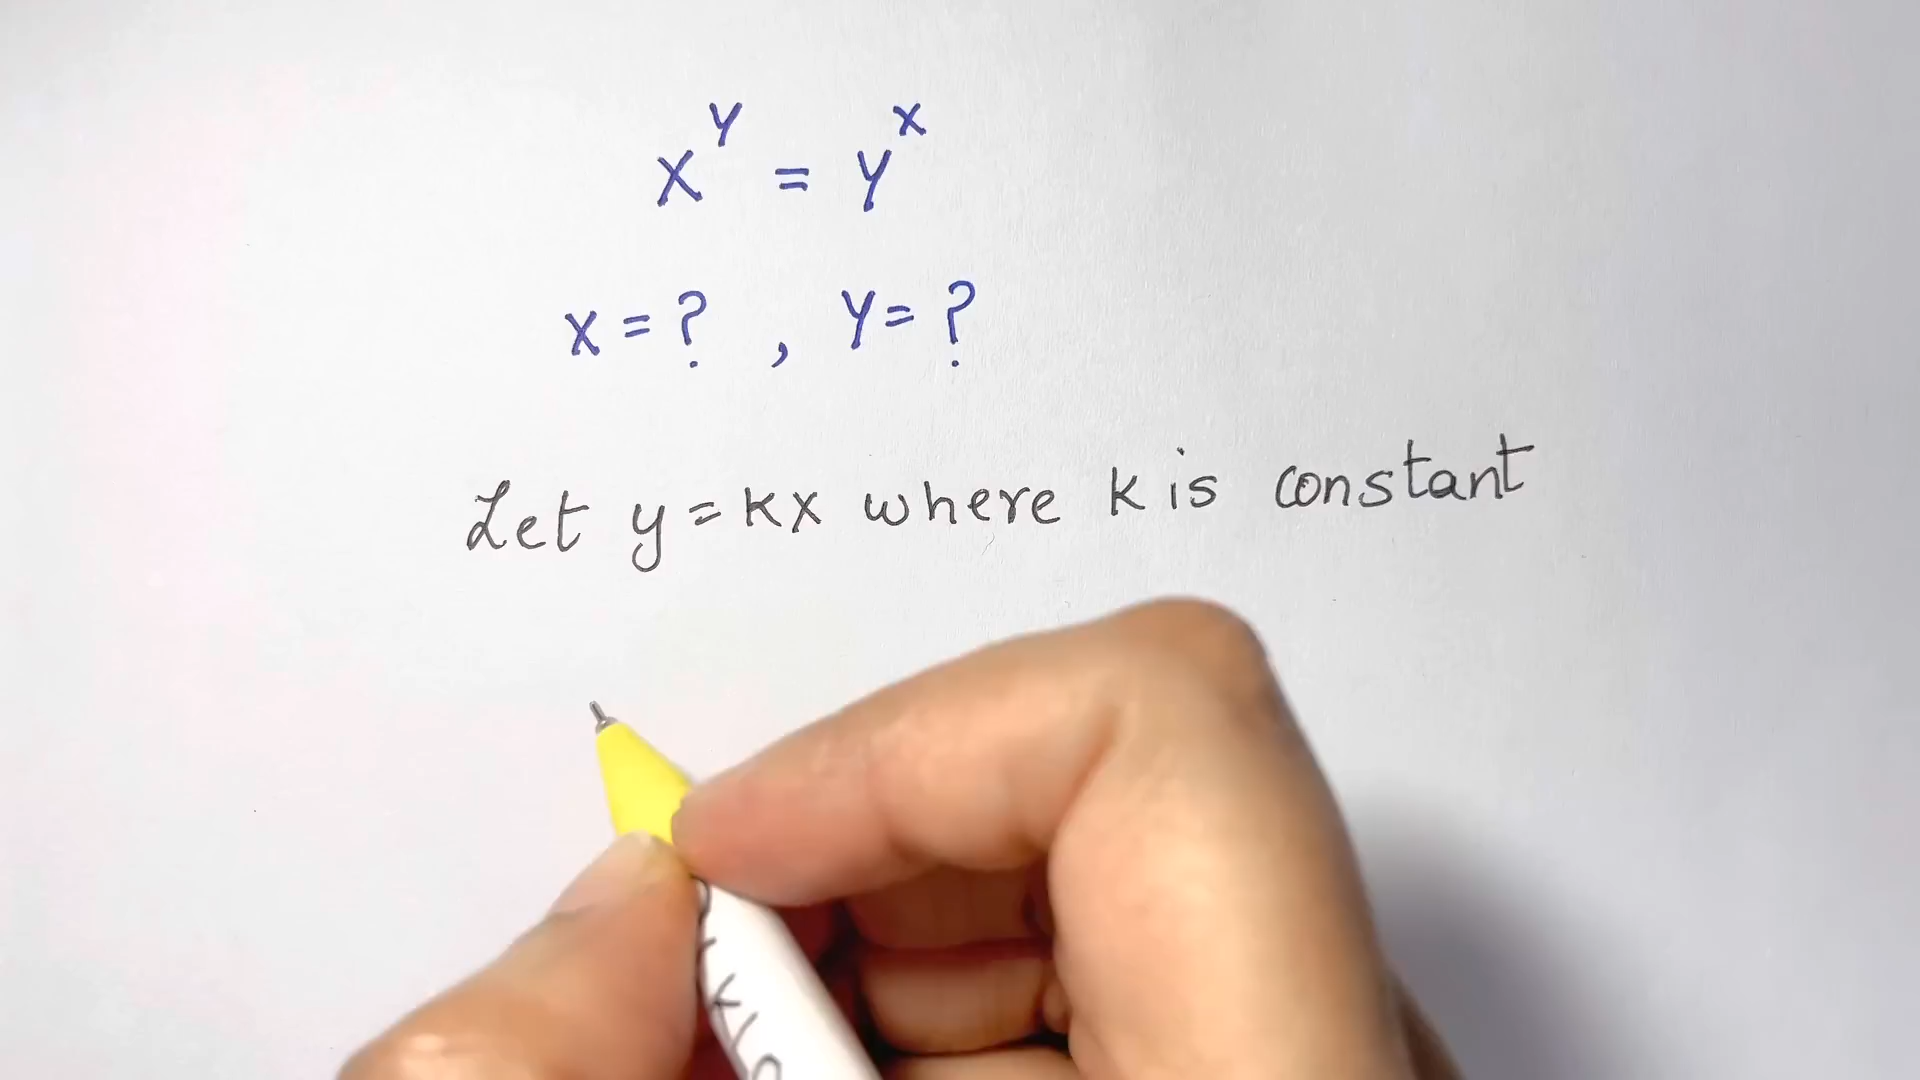 x^y = y^x
x = ? , y = ?
Let y = kx where k is constant